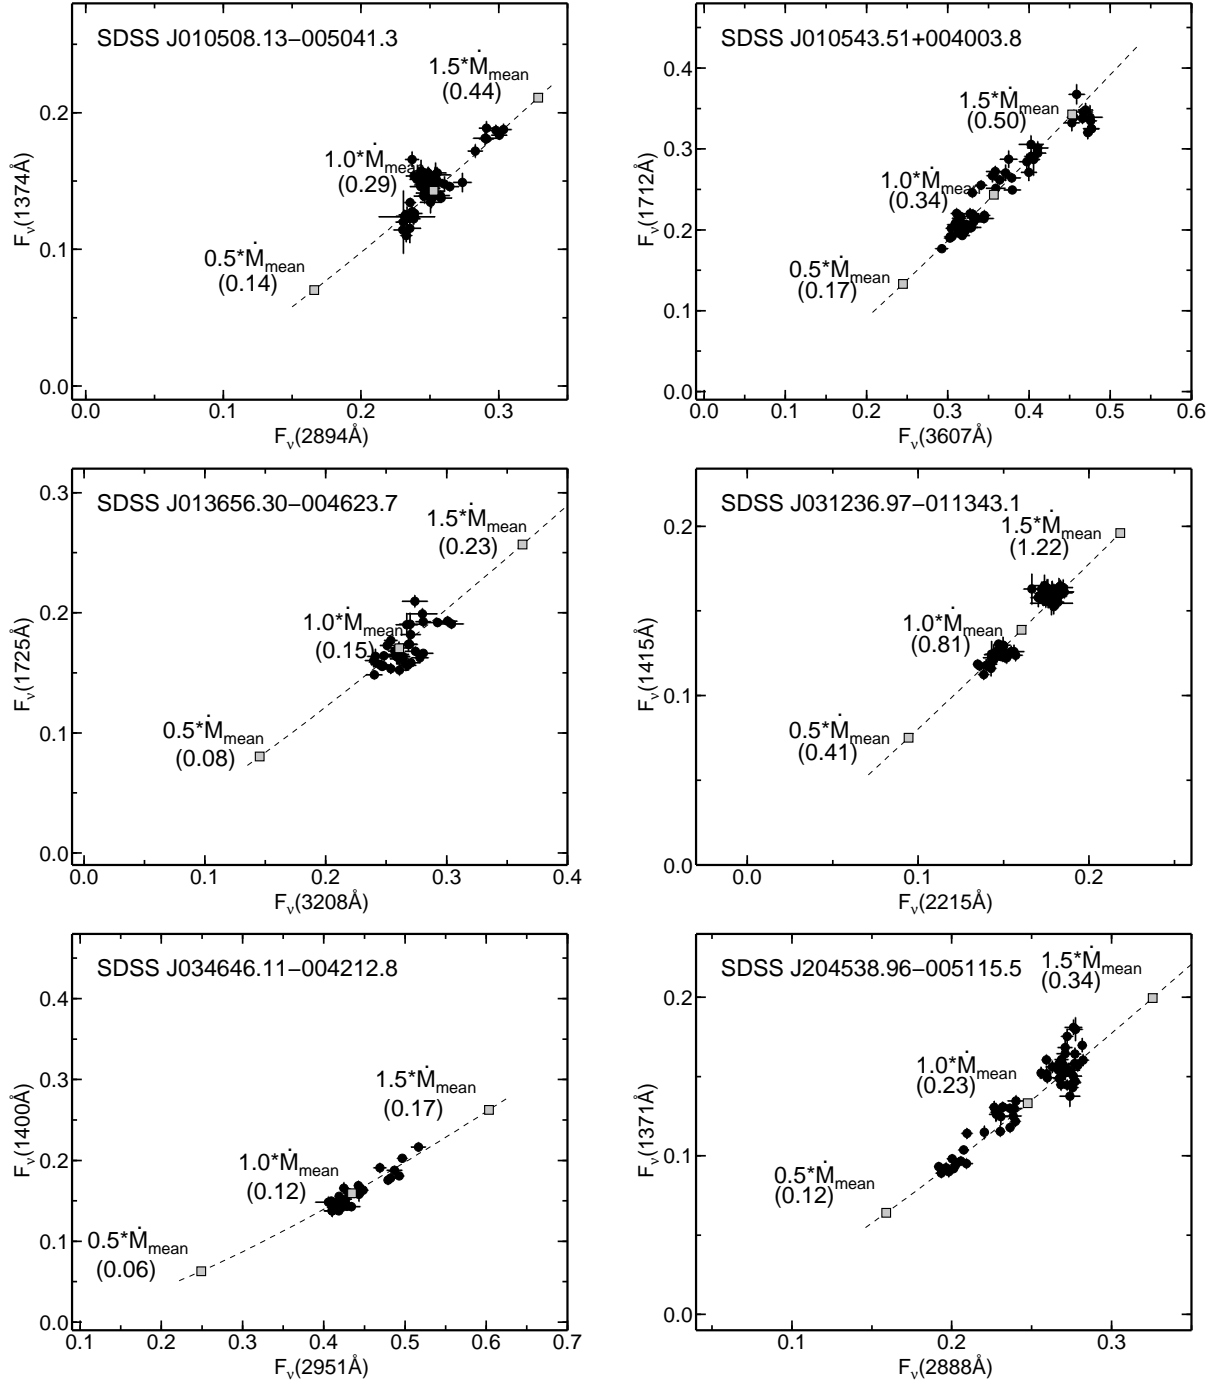 SDSS J010508.13−005041.3
1.5*Ṁmean
(0.44)
1.0*Ṁmean
(0.29)
0.5*Ṁmean
(0.14)
0.2
0.1
0.0
Fν(1374Å)
0.0 0.1 0.2 0.3
Fν(2894Å)
SDSS J010543.51+004003.8
1.5*Ṁmean
(0.50)
1.0*Ṁmean
(0.34)
0.5*Ṁmean
(0.17)
0.4
0.3
0.2
0.1
0.0
Fν(1712Å)
0.0 0.1 0.2 0.3 0.4 0.5 0.6
Fν(3607Å)
SDSS J013656.30−004623.7
1.5*Ṁmean
(0.23)
1.0*Ṁmean
(0.15)
0.5*Ṁmean
(0.08)
0.3
0.2
0.1
0.0
Fν(1725Å)
0.0 0.1 0.2 0.3 0.4
Fν(3208Å)
SDSS J031236.97−011343.1
1.5*Ṁmean
(1.22)
1.0*Ṁmean
(0.81)
0.5*Ṁmean
(0.41)
0.2
0.1
0.0
Fν(1415Å)
0.0 0.1 0.2
Fν(2215Å)
SDSS J034646.11−004212.8
1.5*Ṁmean
(0.17)
1.0*Ṁmean
(0.12)
0.5*Ṁmean
(0.06)
0.4
0.3
0.2
0.1
0.0
Fν(1400Å)
0.1 0.2 0.3 0.4 0.5 0.6 0.7
Fν(2951Å)
SDSS J204538.96−005115.5
1.5*Ṁmean
(0.34)
1.0*Ṁmean
(0.23)
0.5*Ṁmean
(0.12)
0.2
0.1
0.0
Fν(1371Å)
0.1 0.2 0.3
Fν(2888Å)